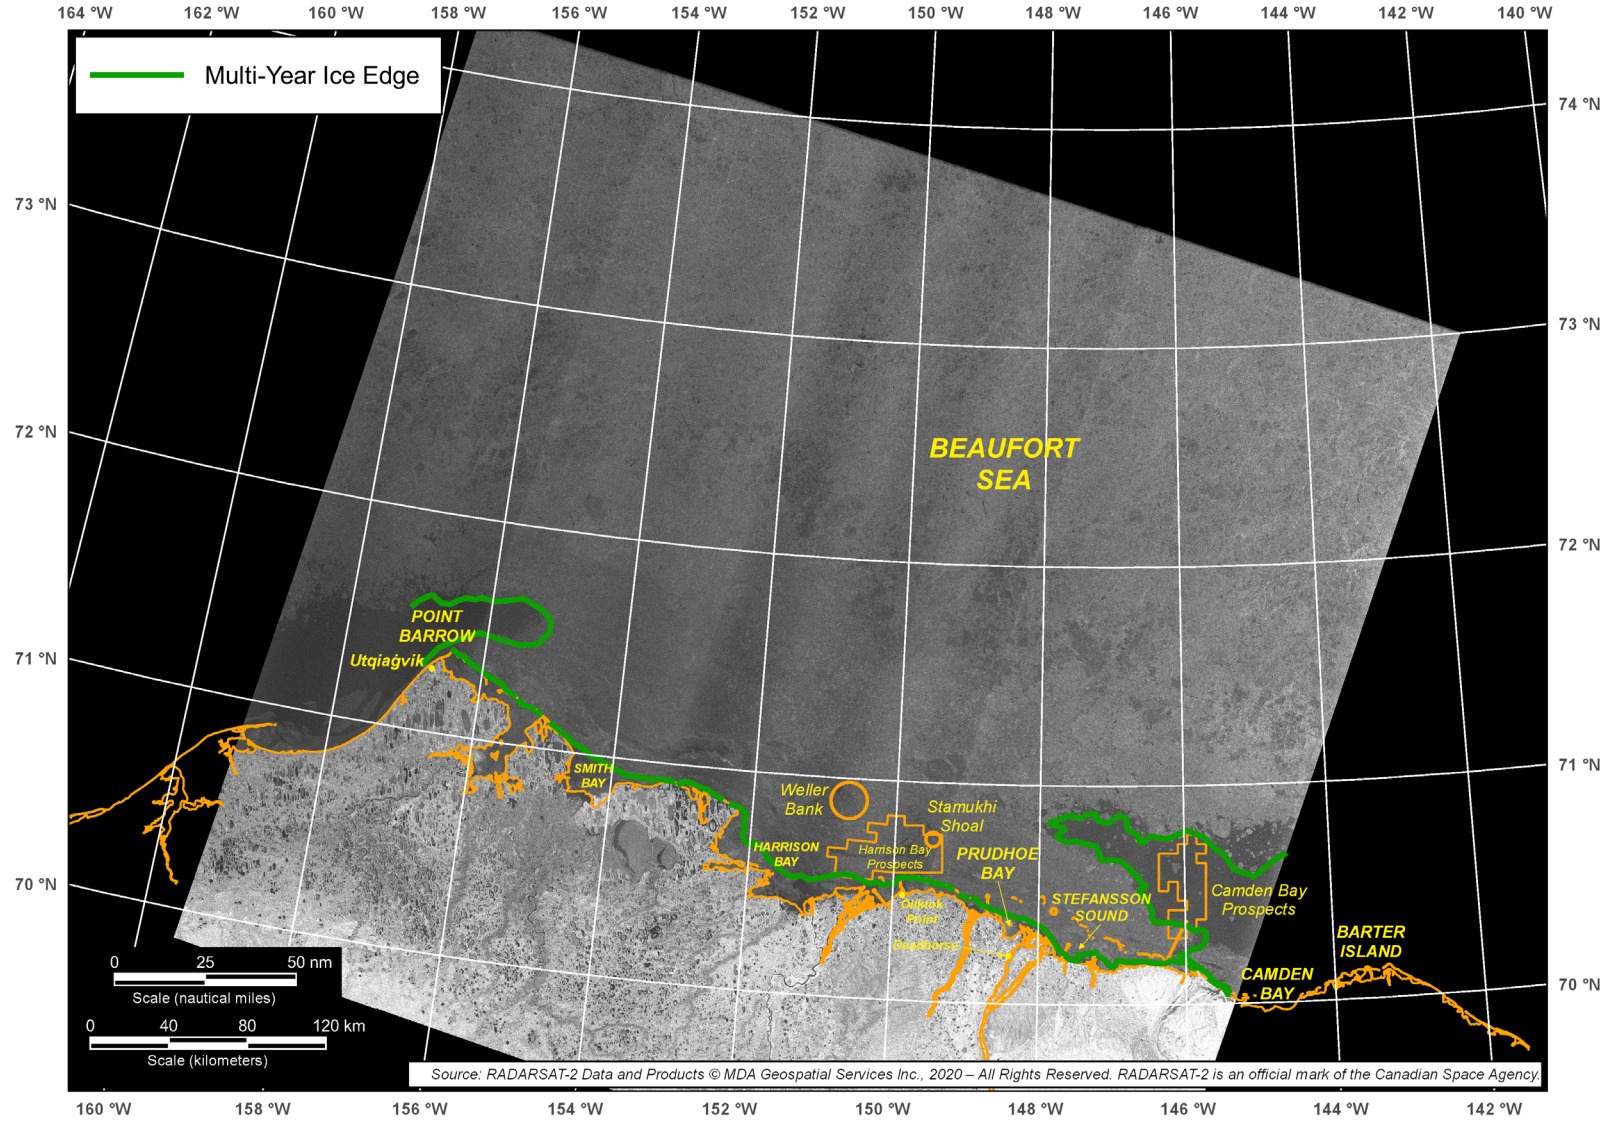 164 °W 162 °W 160 °W 158 °W 156 °W 154 °W 152 °W 150 °W 148 °W 146 °W 144 °W 142 °W 140 °W
Multi-Year Ice Edge
74 °N
73 °N
73 °N
72 °N
BEAUFORT
SEA
72 °N
POINT
BARROW
Utqiaġvik
71 °N
SMITH
BAY
71 °N
Weller
Bank
Stamukhi
Shoal
HARRISON
BAY
Harrison Bay
Prospects
PRUDHOE
BAY
70 °N
Camden Bay
Prospects
STEFANSSON
SOUND
Oliktok
Point
Deadhorse
BARTER
ISLAND
CAMDEN
BAY
70 °N
0 25 50 nm
Scale (nautical miles)
0 40 80 120 km
Scale (kilometers)
Source: RADARSAT-2 Data and Products © MDA Geospatial Services Inc., 2020 – All Rights Reserved. RADARSAT-2 is an official mark of the Canadian Space Agency.
160 °W 158 °W 156 °W 154 °W 152 °W 150 °W 148 °W 146 °W 144 °W 142 °W